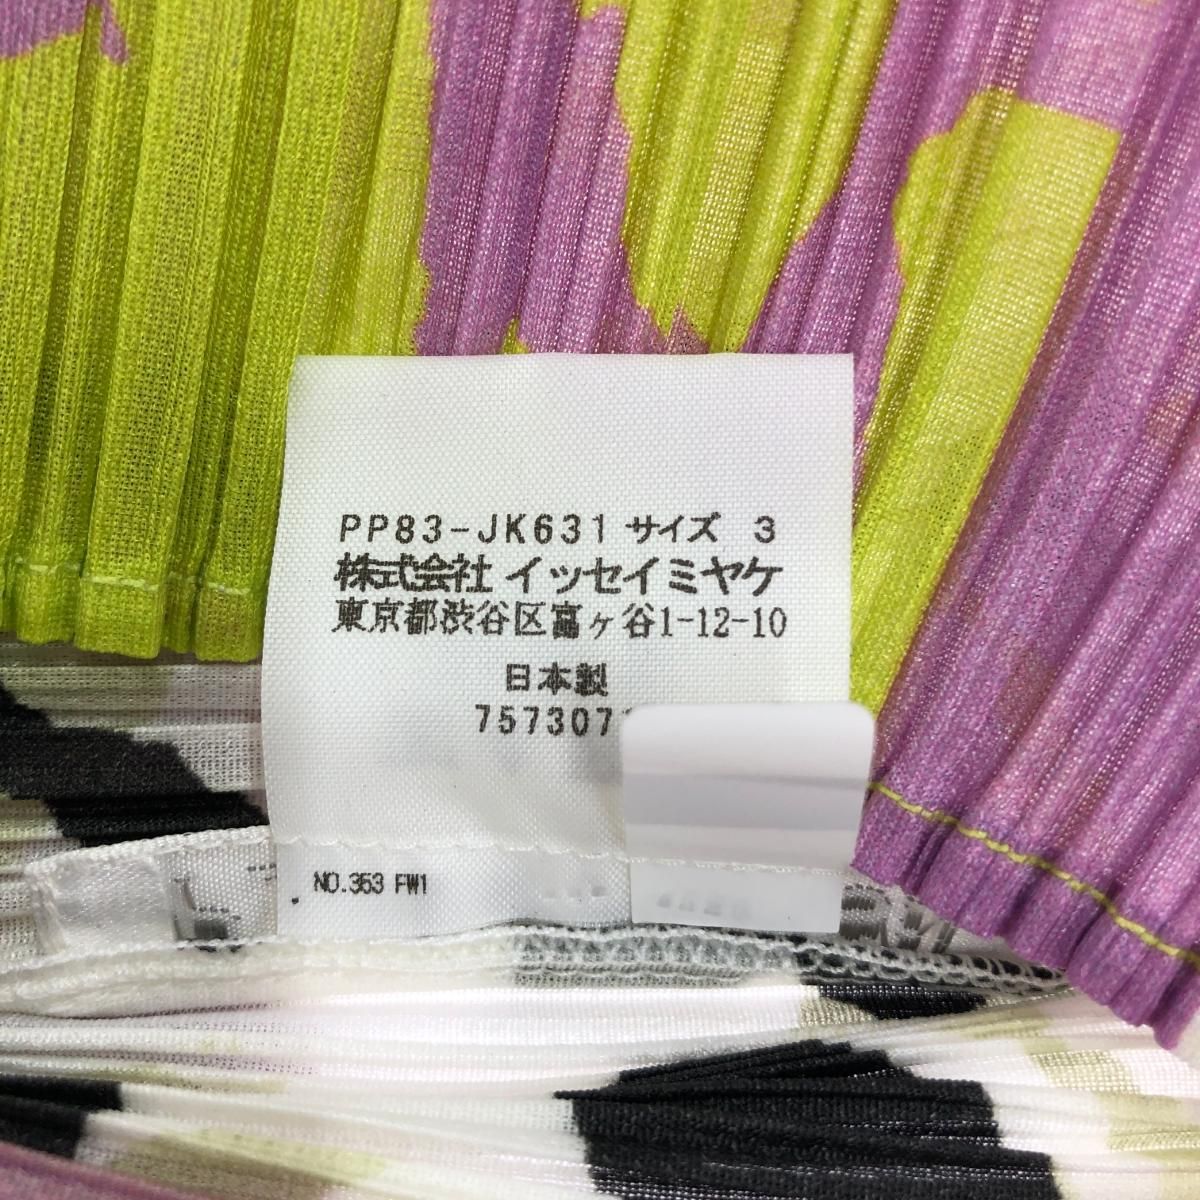 PP83-JK631 サイズ 3
株式会社 イッセイミヤケ
東京都渋谷区富ヶ谷1-12-10
日本製
757307
NO.353 FW1